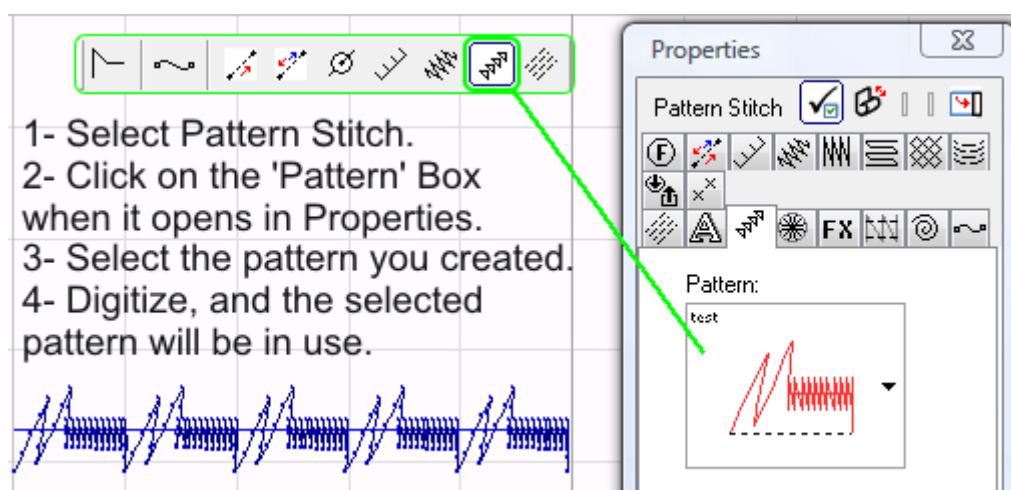 Properties
Pattern Stitch
1- Select Pattern Stitch.
2- Click on the 'Pattern' Box
when it opens in Properties.
3- Select the pattern you created.
4- Digitize, and the selected
pattern will be in use.
F
A
FX
Pattern:
test